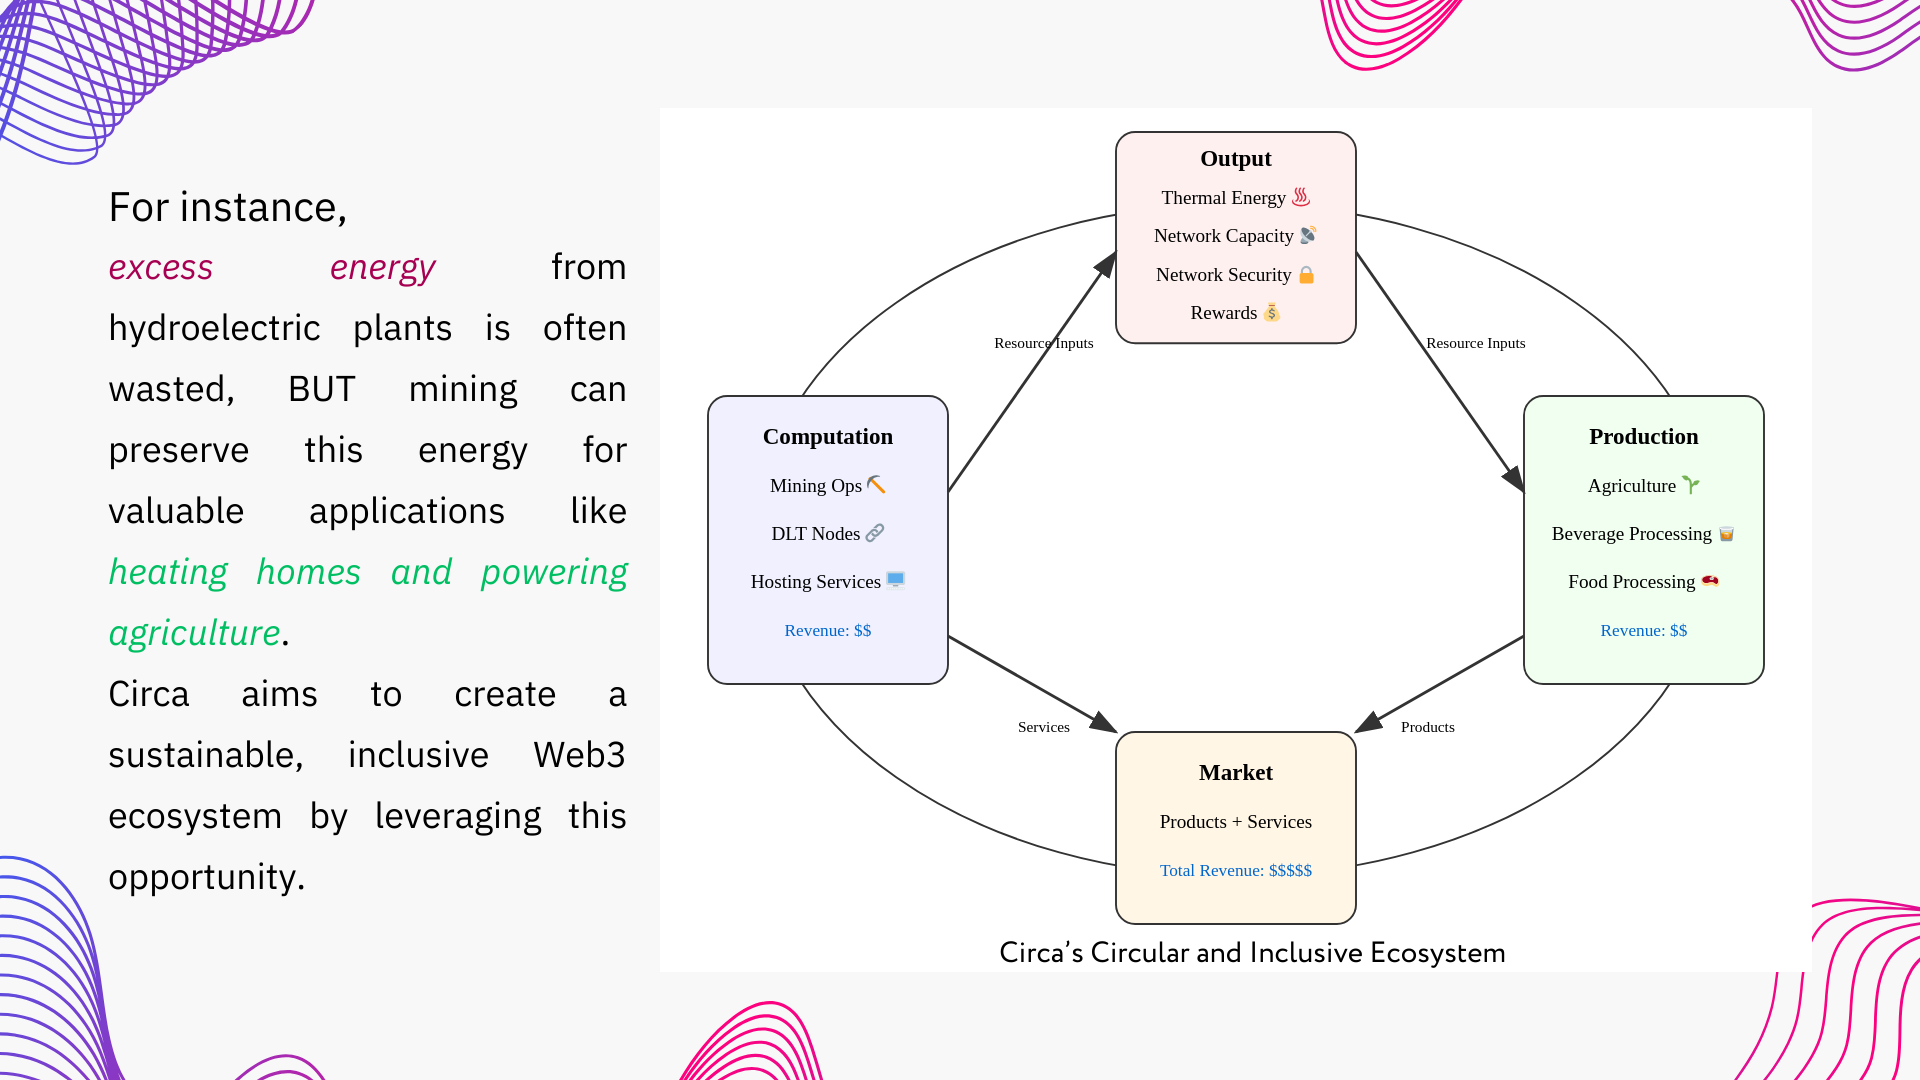 For instance,
excess energy from
hydroelectric plants is often
wasted, BUT mining can
preserve this energy for
valuable applications like
heating homes and powering
agriculture.
Circa aims to create a
sustainable, inclusive Web3
ecosystem by leveraging this
opportunity.
Output
Thermal Energy ♨️
Network Capacity 📡
Network Security 🔒
Rewards 💰
Resource Inputs
Resource Inputs
Computation
Mining Ops ⛏️
DLT Nodes 🔗
Hosting Services 🖥️
Revenue: $$
Production
Agriculture 🌱
Beverage Processing 🥃
Food Processing 🥩
Revenue: $$
Services
Products
Market
Products + Services
Total Revenue: $$$$$
Circa’s Circular and Inclusive Ecosystem